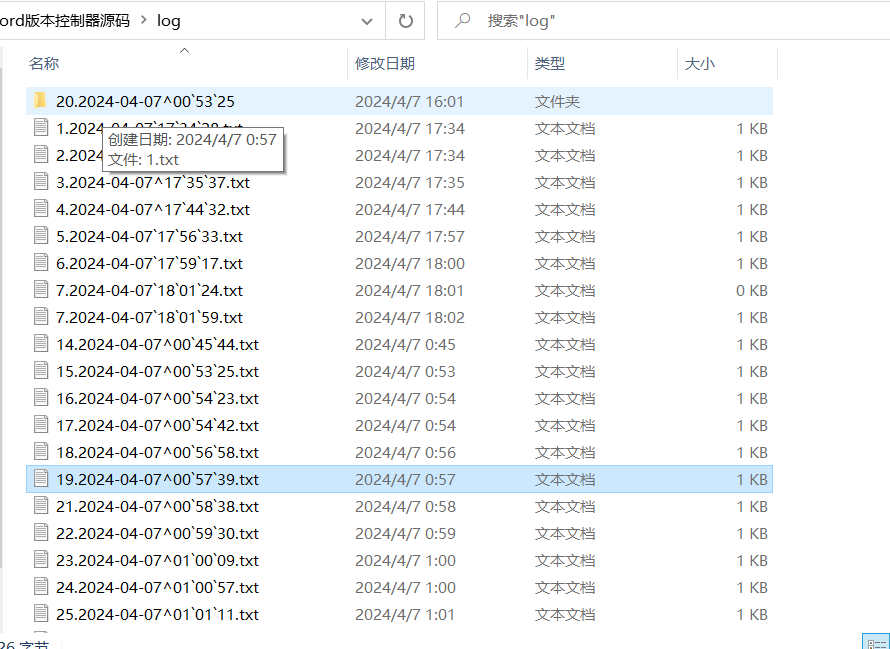 ord版本控制器源码 > log
搜索"log"
名称 修改日期 类型 大小
20.2024-04-07^00`53`25 2024/4/7 16:01 文件夹
2024/4/7 17:34 文本文档 1 KB
创建日期: 2024/4/7 0:57
文件: 1.txt
2024/4/7 17:34 文本文档 1 KB
3.2024-04-07^17`35`37.txt 2024/4/7 17:35 文本文档 1 KB
4.2024-04-07^17`44`32.txt 2024/4/7 17:44 文本文档 1 KB
5.2024-04-07`17`56`33.txt 2024/4/7 17:57 文本文档 1 KB
6.2024-04-07`17`59`17.txt 2024/4/7 18:00 文本文档 1 KB
7.2024-04-07`18`01`24.txt 2024/4/7 18:01 文本文档 0 KB
7.2024-04-07`18`01`59.txt 2024/4/7 18:02 文本文档 1 KB
14.2024-04-07^00`45`44.txt 2024/4/7 0:45 文本文档 1 KB
15.2024-04-07^00`53`25.txt 2024/4/7 0:53 文本文档 1 KB
16.2024-04-07^00`54`23.txt 2024/4/7 0:54 文本文档 1 KB
17.2024-04-07^00`54`42.txt 2024/4/7 0:54 文本文档 1 KB
18.2024-04-07^00`56`58.txt 2024/4/7 0:56 文本文档 1 KB
19.2024-04-07^00`57`39.txt 2024/4/7 0:57 文本文档 1 KB
21.2024-04-07^00`58`38.txt 2024/4/7 0:58 文本文档 1 KB
22.2024-04-07^00`59`30.txt 2024/4/7 0:59 文本文档 1 KB
23.2024-04-07^01`00`09.txt 2024/4/7 1:00 文本文档 1 KB
24.2024-04-07^01`00`57.txt 2024/4/7 1:00 文本文档 1 KB
25.2024-04-07^01`01`11.txt 2024/4/7 1:01 文本文档 1 KB
26 字节